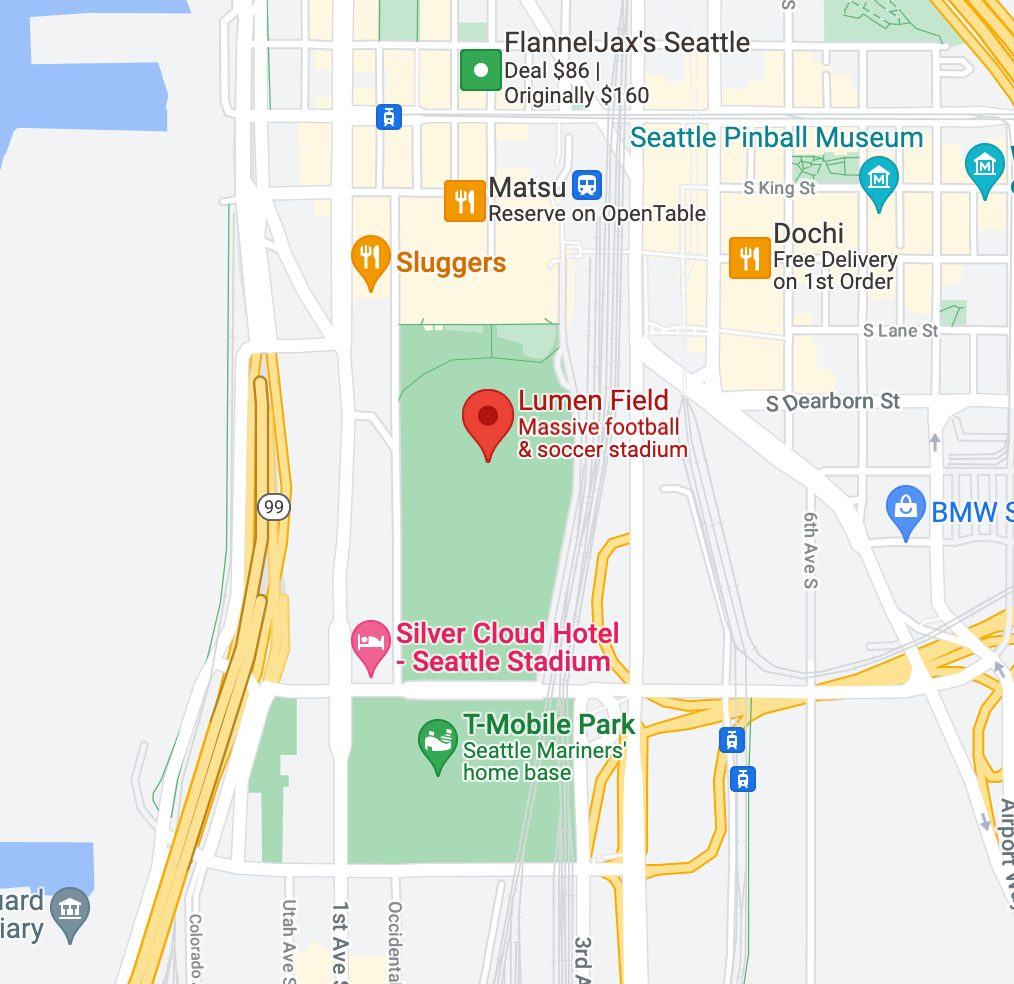 S
FlannelJax's Seattle
Deal $86 |
Originally $160
Seattle Pinball Museum
S King St
Matsu
Reserve on OpenTable
Dochi
Free Delivery
on 1st Order
Sluggers
S Lane St
S Dearborn St
Lumen Field
Massive football
& soccer stadium
99
BMW S
6th Ave S
Silver Cloud Hotel
- Seattle Stadium
T-Mobile Park
Seattle Mariners'
home base
Airport Way
uard
iary
Colorado
Utah Ave S
1st Ave S
Occidental
3rd A